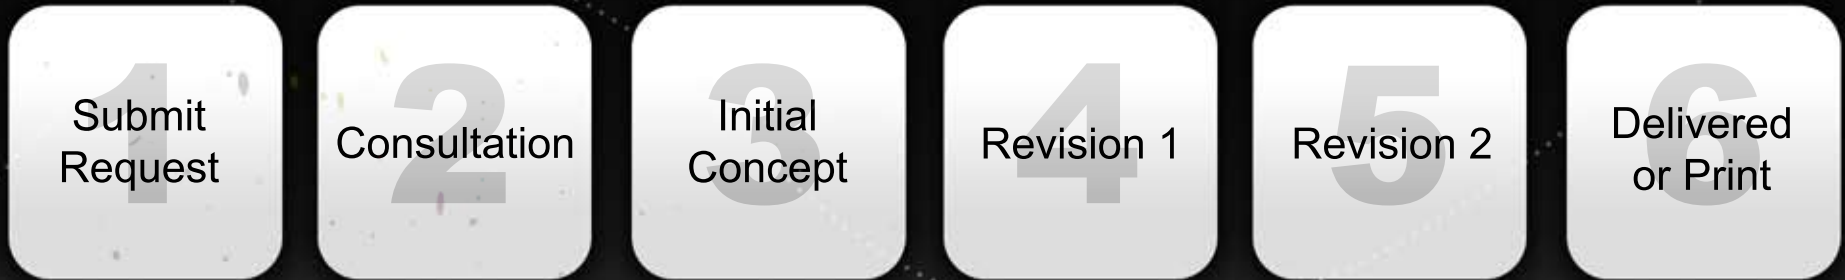 1
Submit
Request
2
Consultation
3
Initial
Concept
4
Revision 1
5
Revision 2
6
Delivered
or Print